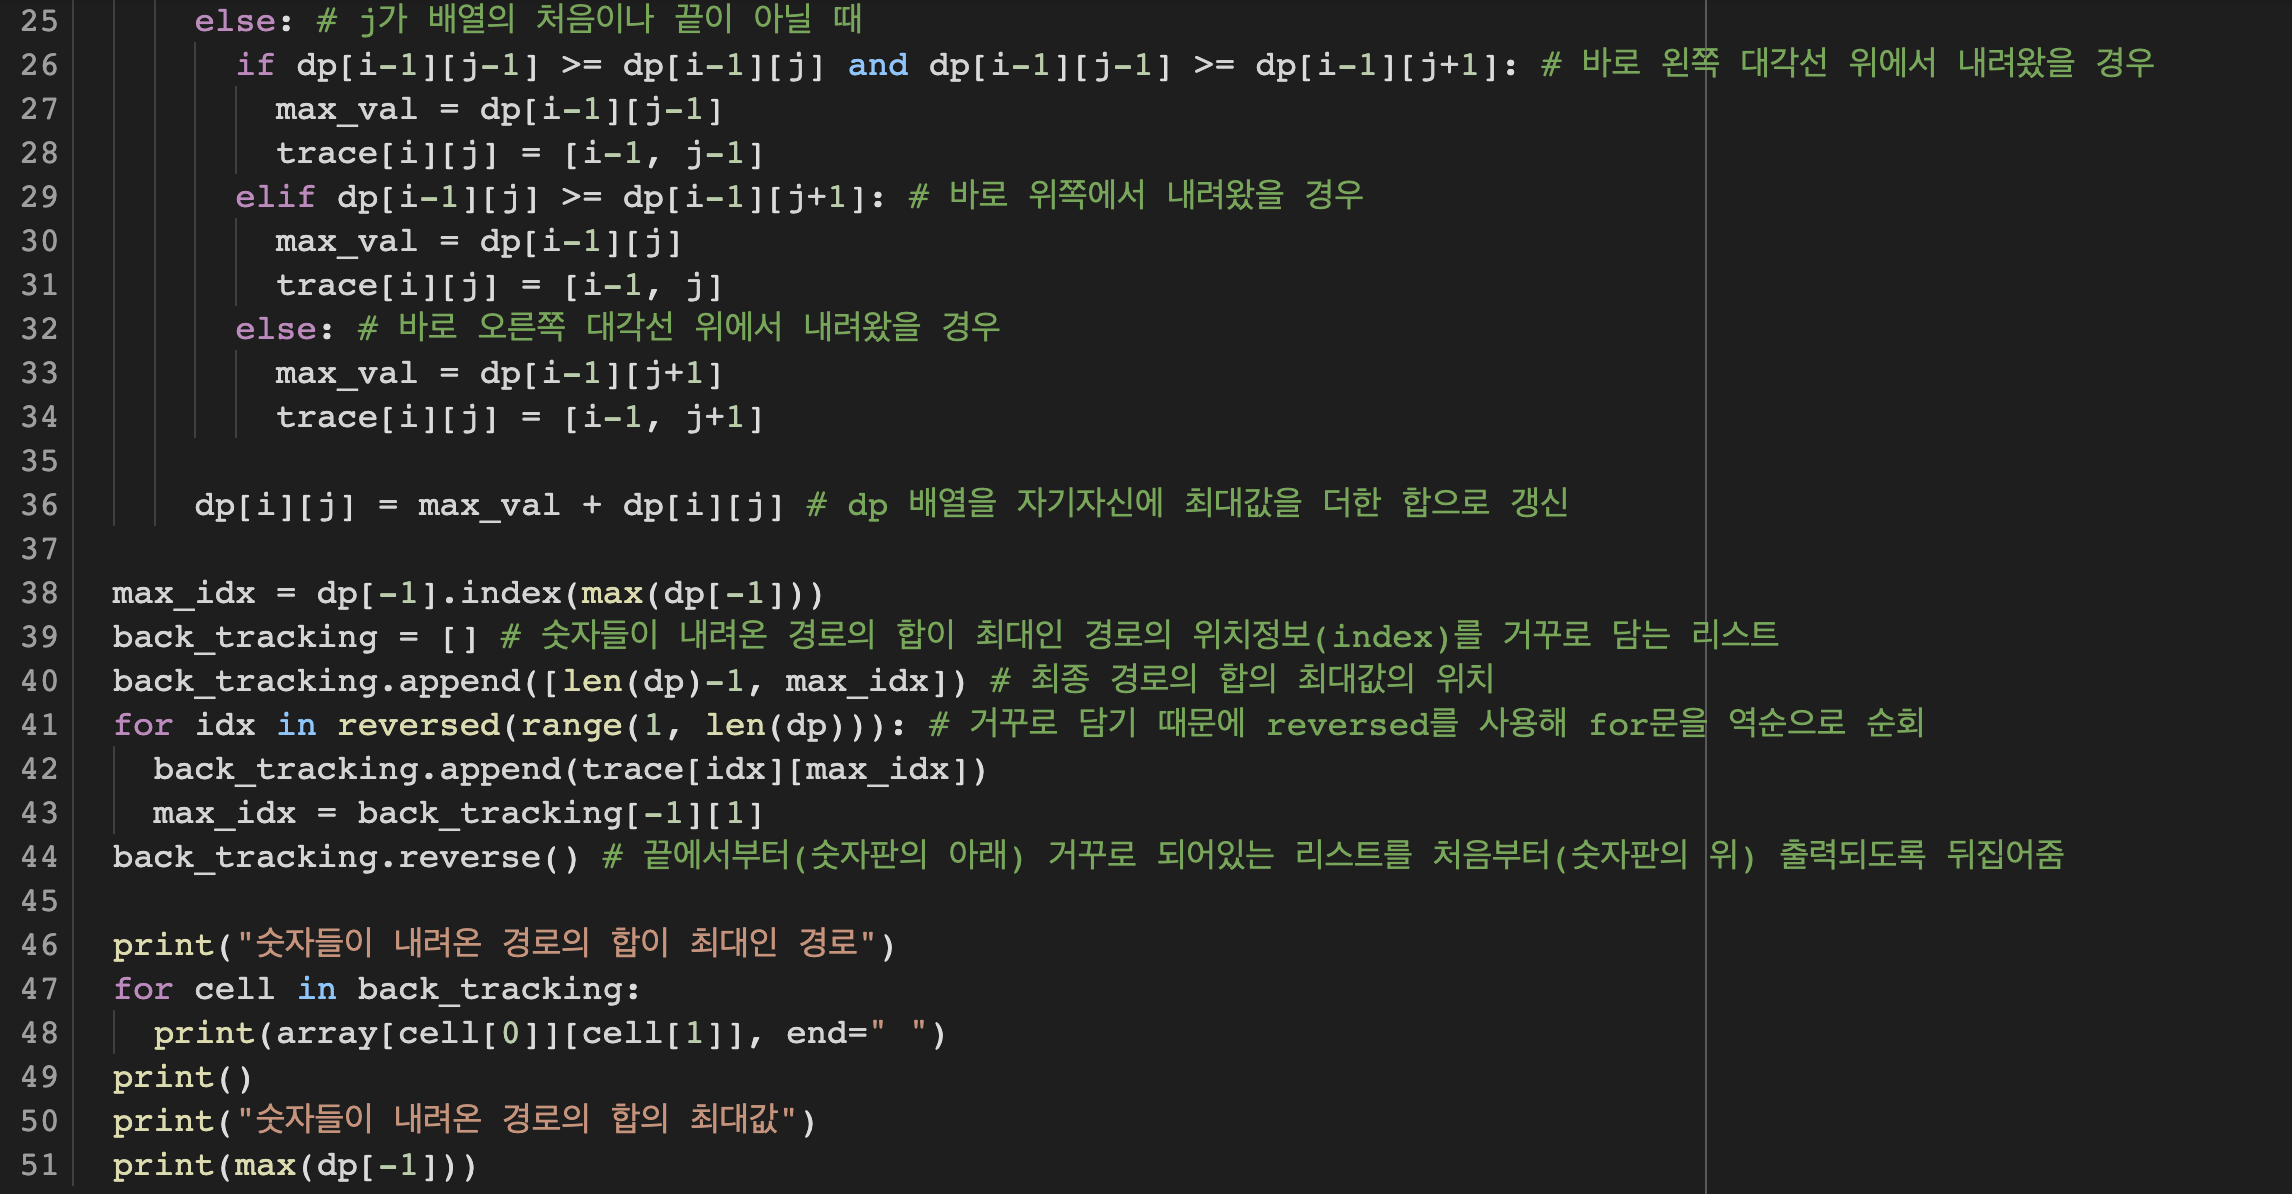 25 else: # j가 배열의 처음이나 끝이 아닐 때
26 if dp[i-1][j-1] >= dp[i-1][j] and dp[i-1][j-1] >= dp[i-1][j+1]: # 바로 왼쪽 대각선 위에서 내려왔을 경우
27 max_val = dp[i-1][j-1]
28 trace[i][j] = [i-1, j-1]
29 elif dp[i-1][j] >= dp[i-1][j+1]: # 바로 위쪽에서 내려왔을 경우
30 max_val = dp[i-1][j]
31 trace[i][j] = [i-1, j]
32 else: # 바로 오른쪽 대각선 위에서 내려왔을 경우
33 max_val = dp[i-1][j+1]
34 trace[i][j] = [i-1, j+1]
35
36 dp[i][j] = max_val + dp[i][j] # dp 배열을 자기자신에 최대값을 더한 합으로 갱신
37
38 max_idx = dp[-1].index(max(dp[-1]))
39 back_tracking = [] # 숫자들이 내려온 경로의 합이 최대인 경로의 위치정보(index)를 거꾸로 담는 리스트
40 back_tracking.append([len(dp)-1, max_idx]) # 최종 경로의 합의 최대값의 위치
41 for idx in reversed(range(1, len(dp))): # 거꾸로 담기 때문에 reversed를 사용해 for문을 역순으로 순회
42 back_tracking.append(trace[idx][max_idx])
43 max_idx = back_tracking[-1][1]
44 back_tracking.reverse() # 끝에서부터(숫자판의 아래) 거꾸로 되어있는 리스트를 처음부터(숫자판의 위) 출력되도록 뒤집어줌
45
46 print("숫자들이 내려온 경로의 합이 최대인 경로")
47 for cell in back_tracking:
48 print(array[cell[0]][cell[1]], end=" ")
49 print()
50 print("숫자들이 내려온 경로의 합의 최대값")
51 print(max(dp[-1]))